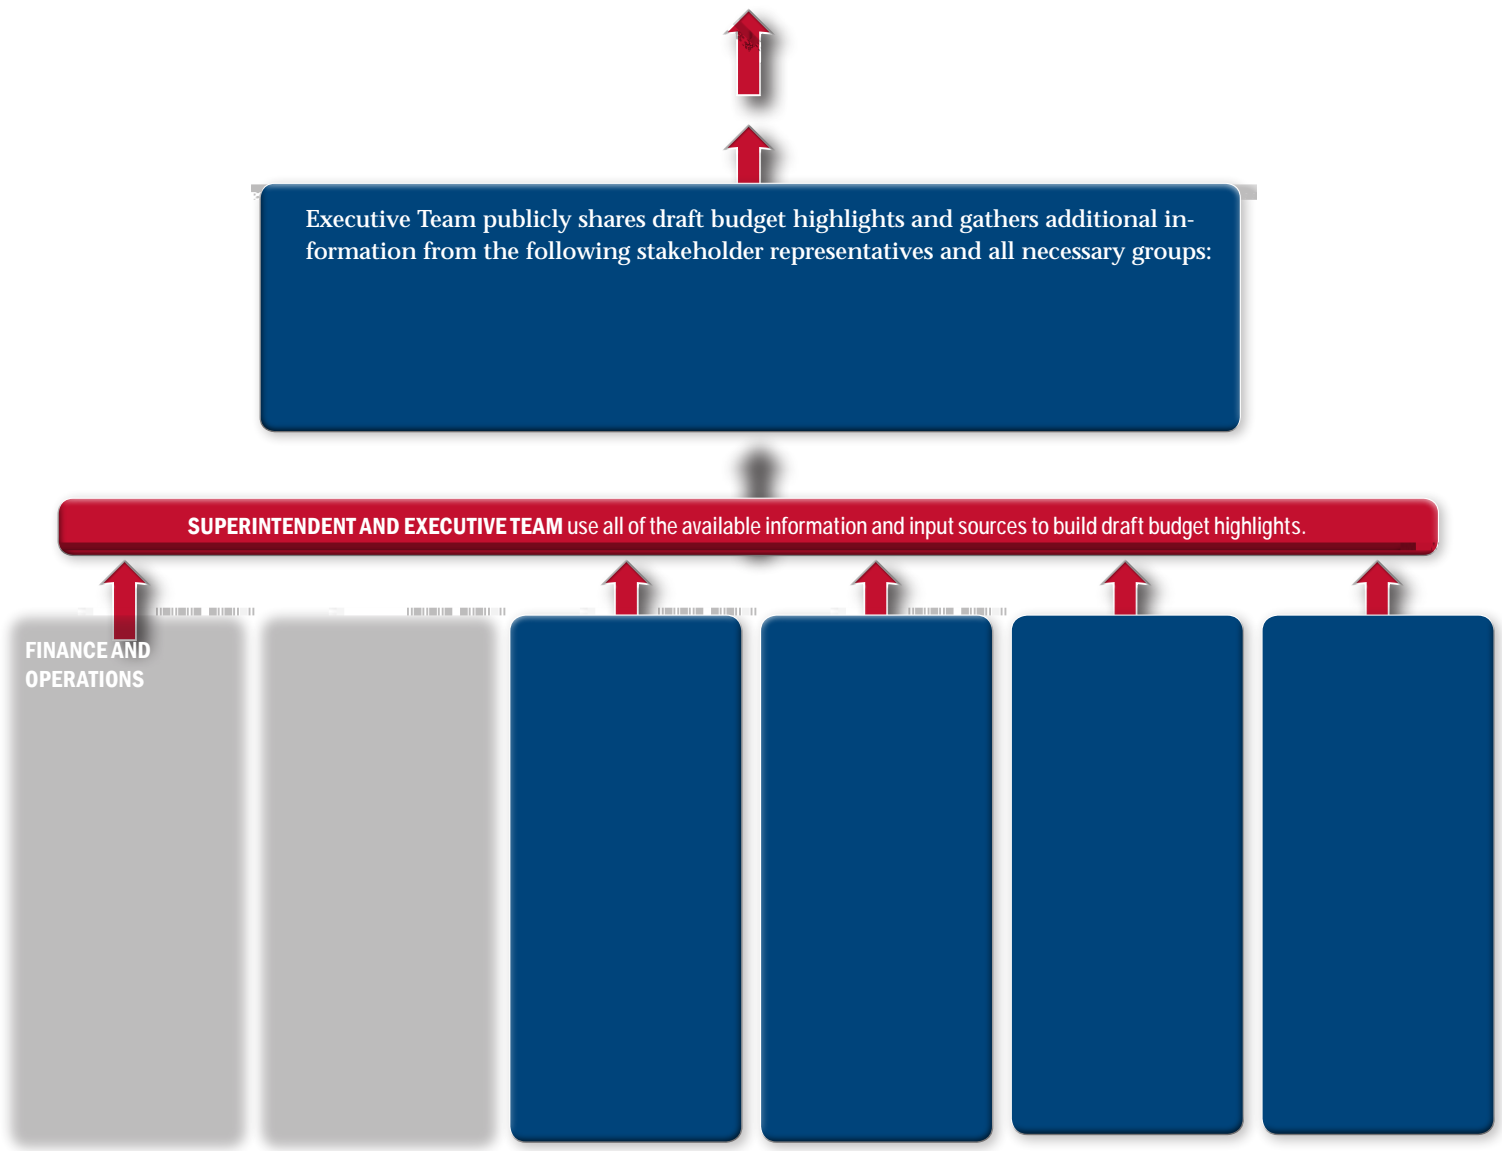 Executive Team publicly shares draft budget highlights and gathers additional in-
formation from the following stakeholder representatives and all necessary groups:
SUPERINTENDENT AND EXECUTIVE TEAM use all of the available information and input sources to build draft budget highlights.
FINANCE AND
OPERATIONS